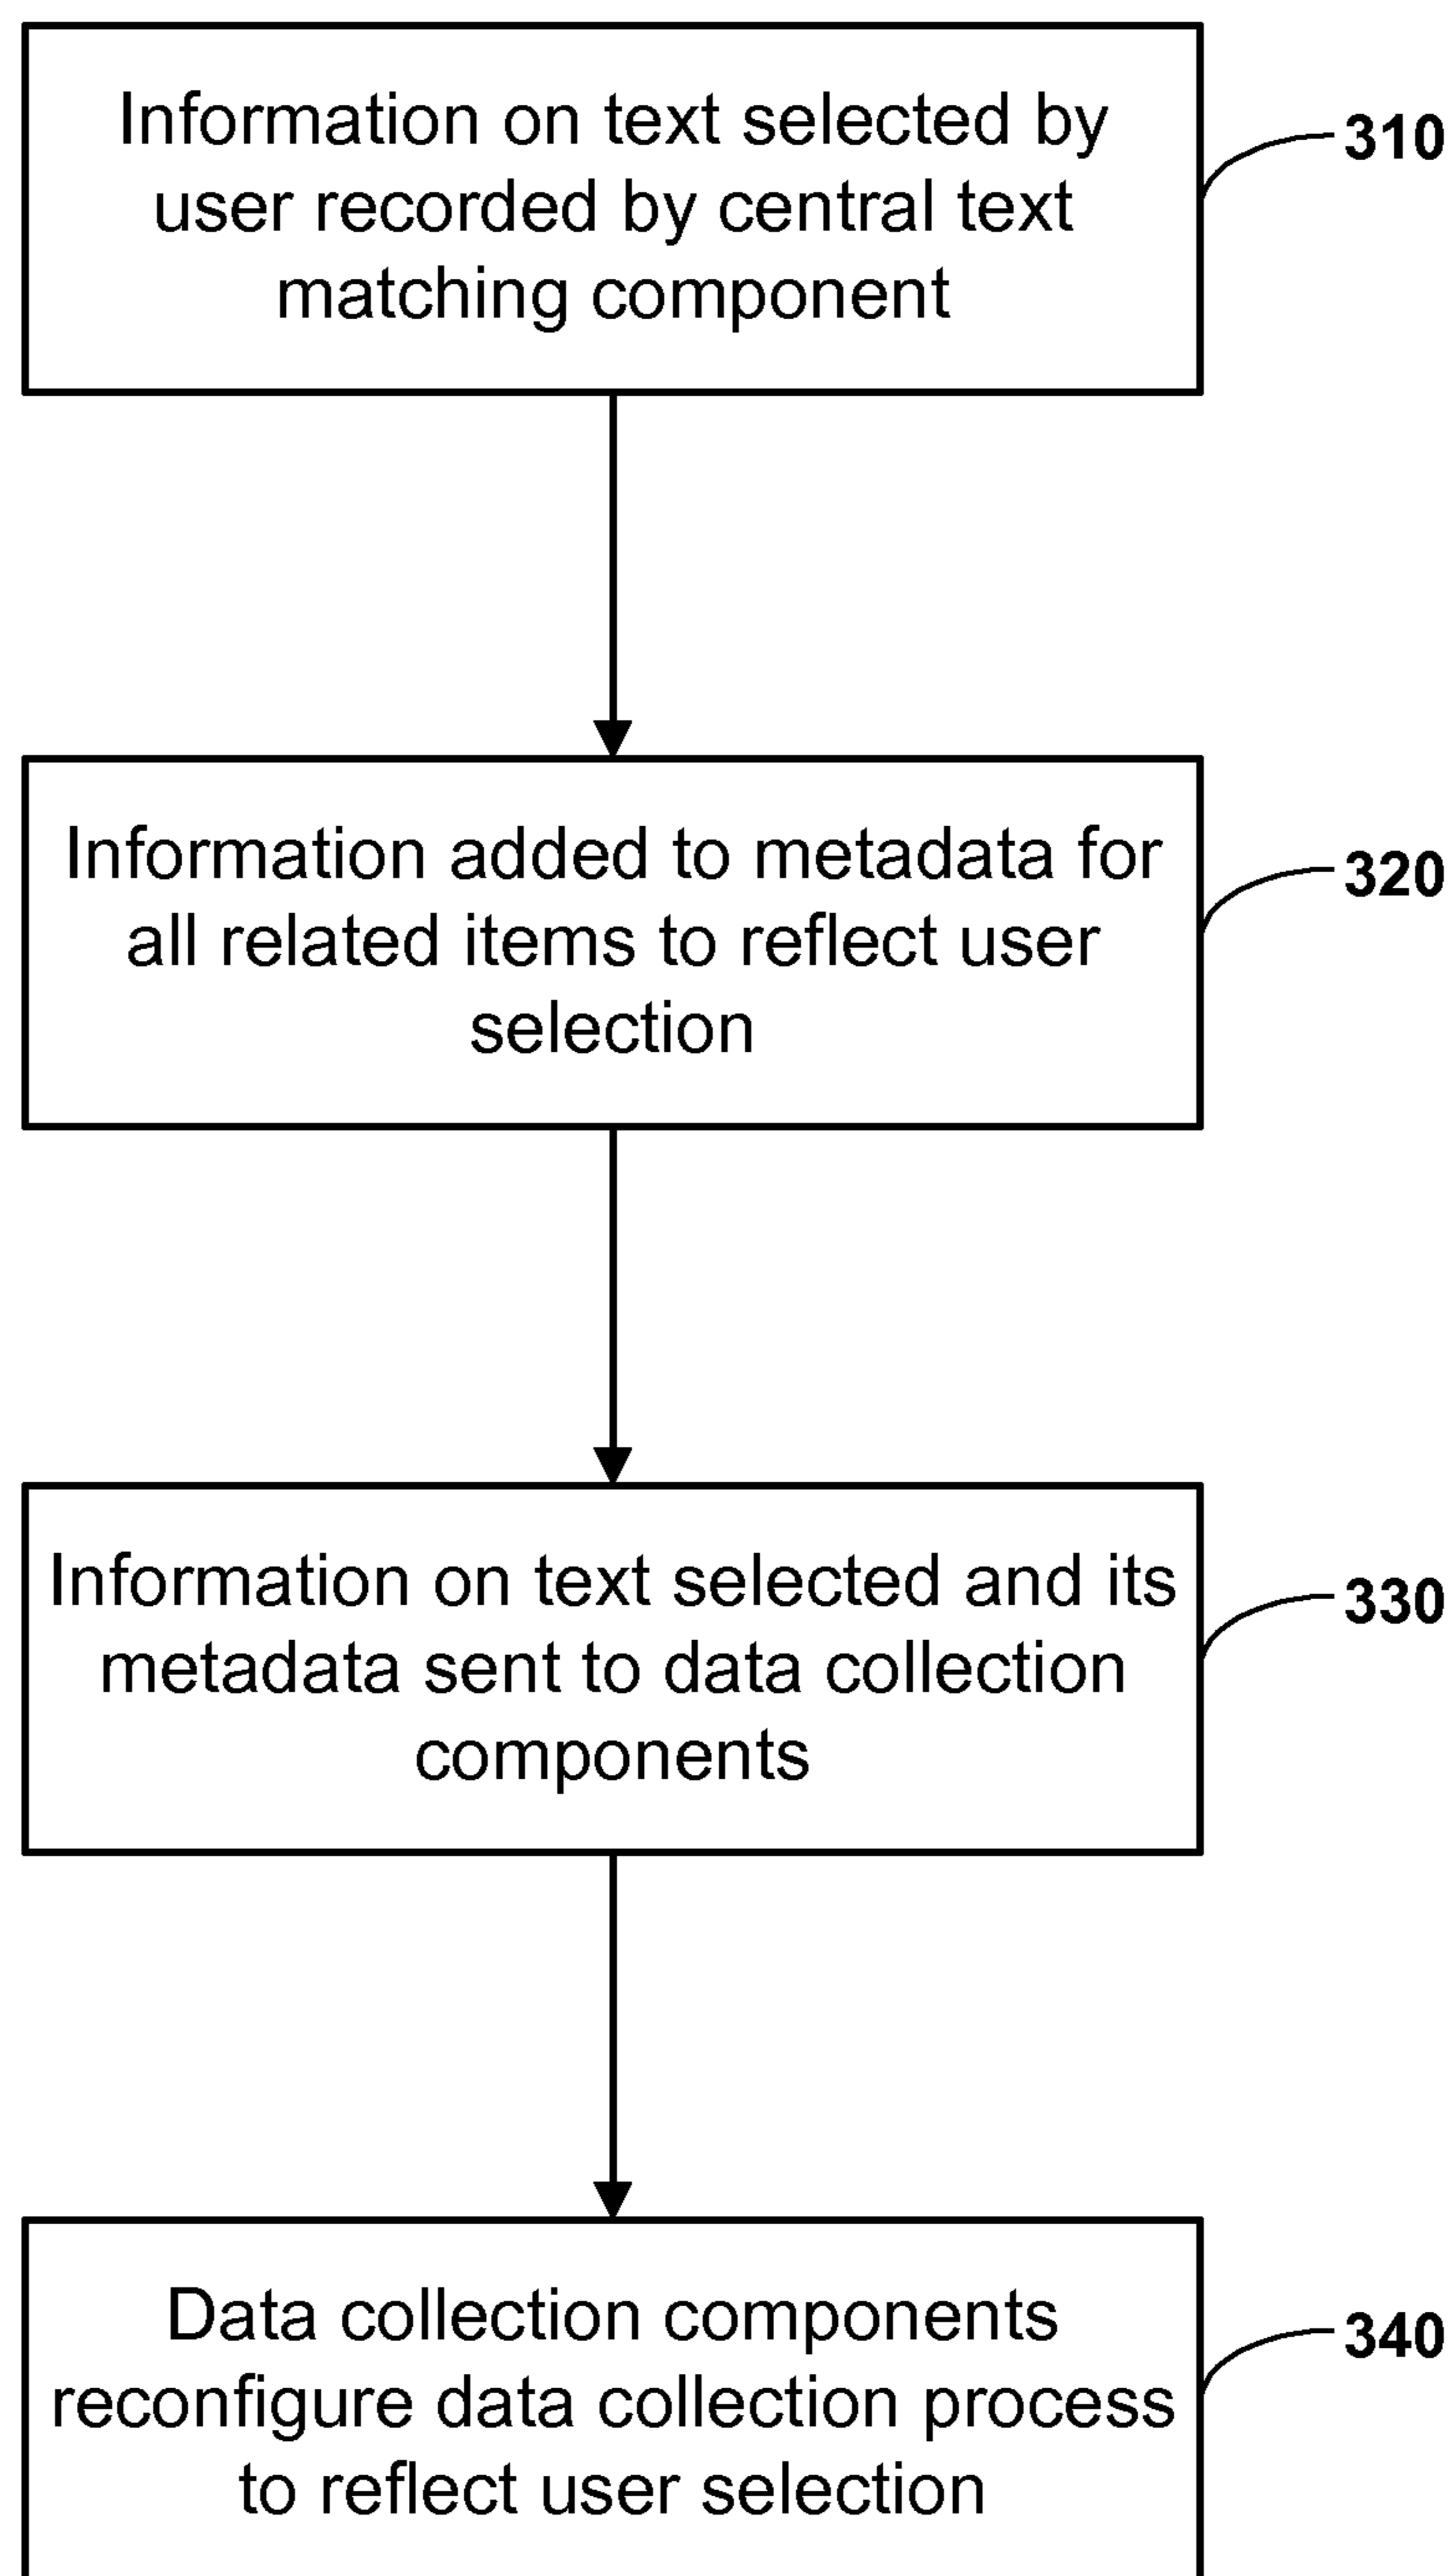 Information on text selected by
user recorded by central text
matching component
310
Information added to metadata for
all related items to reflect user
selection
320
Information on text selected and its
metadata sent to data collection
components
330
Data collection components
reconfigure data collection process
to reflect user selection
340